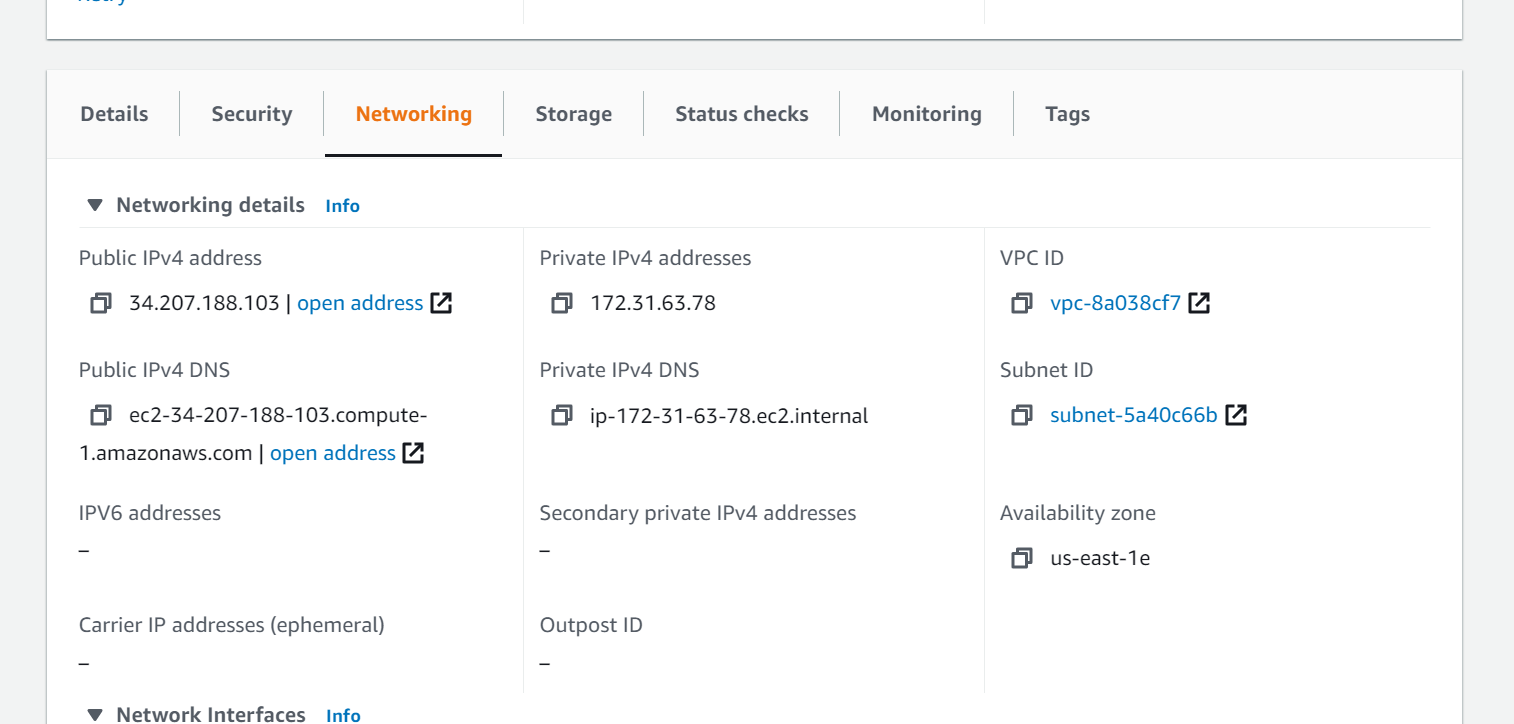 Retry
Details Security Networking Storage Status checks Monitoring Tags
Networking details Info
Public IPv4 address
34.207.188.103 | open address
Private IPv4 addresses
172.31.63.78
VPC ID
vpc-8a038cf7
Public IPv4 DNS
ec2-34-207-188-103.compute-
1.amazonaws.com | open address
Private IPv4 DNS
ip-172-31-63-78.ec2.internal
Subnet ID
subnet-5a40c66b
IPV6 addresses
–
Secondary private IPv4 addresses
–
Availability zone
us-east-1e
Carrier IP addresses (ephemeral)
–
Outpost ID
–
Network Interfaces Info